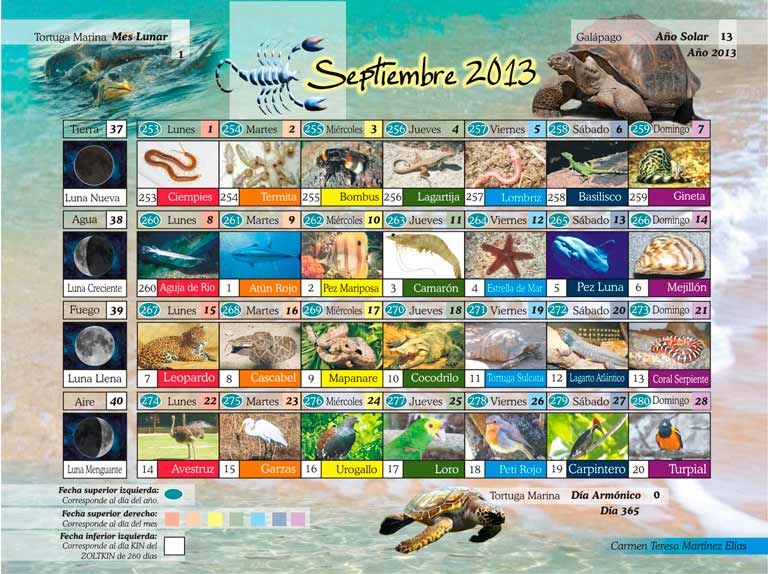 Tortuga Marina Mes Lunar
1
Septiembre 2013
Galápago Año Solar 13
Año 2013
Tierra 37 253 Lunes 1 254 Martes 2 255 Miércoles 3 256 Jueves 4 257 Viernes 5 258 Sábado 6 259 Domingo 7
Luna Nueva 253 Ciempies 254 Termita 255 Bombus 256 Lagartija 257 Lombriz 258 Basilisco 259 Gineta
Agua 38 260 Lunes 8 261 Martes 9 262 Miércoles 10 263 Jueves 11 264 Viernes 12 265 Sábado 13 266 Domingo 14
Luna Creciente 260 Aguja de Rio 1 Atún Rojo 2 Pez Mariposa 3 Camarón 4 Estrella de Mar 5 Pez Luna 6 Mejillón
Fuego 39 267 Lunes 15 268 Martes 16 269 Miércoles 17 270 Jueves 18 271 Viernes 19 272 Sábado 20 273 Domingo 21
Luna Llena 7 Leopardo 8 Cascabel 9 Mapanare 10 Cocodrilo 11 Tortuga Sulcata 12 Lagarto Atlántico 13 Coral Serpiente
Aire 40 274 Lunes 22 275 Martes 23 276 Miércoles 24 277 Jueves 25 278 Viernes 26 279 Sábado 27 280 Domingo 28
Luna Menguante 14 Avestruz 15 Garzas 16 Urogallo 17 Loro 18 Peti Rojo 19 Carpintero 20 Turpial
Fecha superior izquierda:
Corresponde al día del año.
Fecha superior derecho:
Corresponde al día del mes
Fecha inferior izquierda:
Corresponde al día KIN del
ZOLTKIN de 260 dias
Tortuga Marina Día Armónico 0
Día 365
Carmen Teresa Martínez Elías